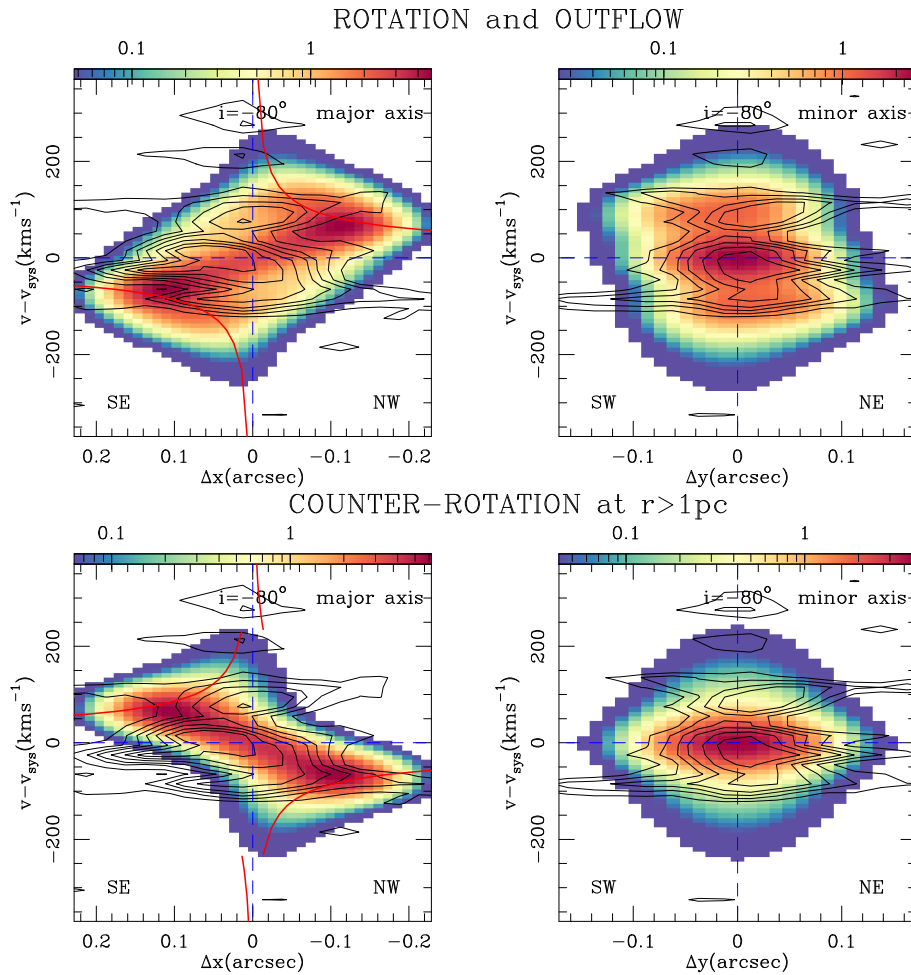 ROTATION and OUTFLOW
0.1 1 0.1 1
i=−80° major axis i=−80° minor axis
v−v_sys(kms⁻¹) 200 0 −200
SE NW SW NE
0.2 0.1 0 −0.1 −0.2 −0.1 0 0.1
Δx(arcsec) Δy(arcsec)
COUNTER−ROTATION at r>1pc
0.1 1 0.1 1
i=−80° major axis i=−80° minor axis
v−v_sys(kms⁻¹) 200 0 −200
v−v_sys(kms⁻¹) 200 0 −200
v−v_sys(kms⁻¹) 200 0 −200
SE NW SW NE
0.2 0.1 0 −0.1 −0.2 −0.1 0 0.1
Δx(arcsec) Δy(arcsec)